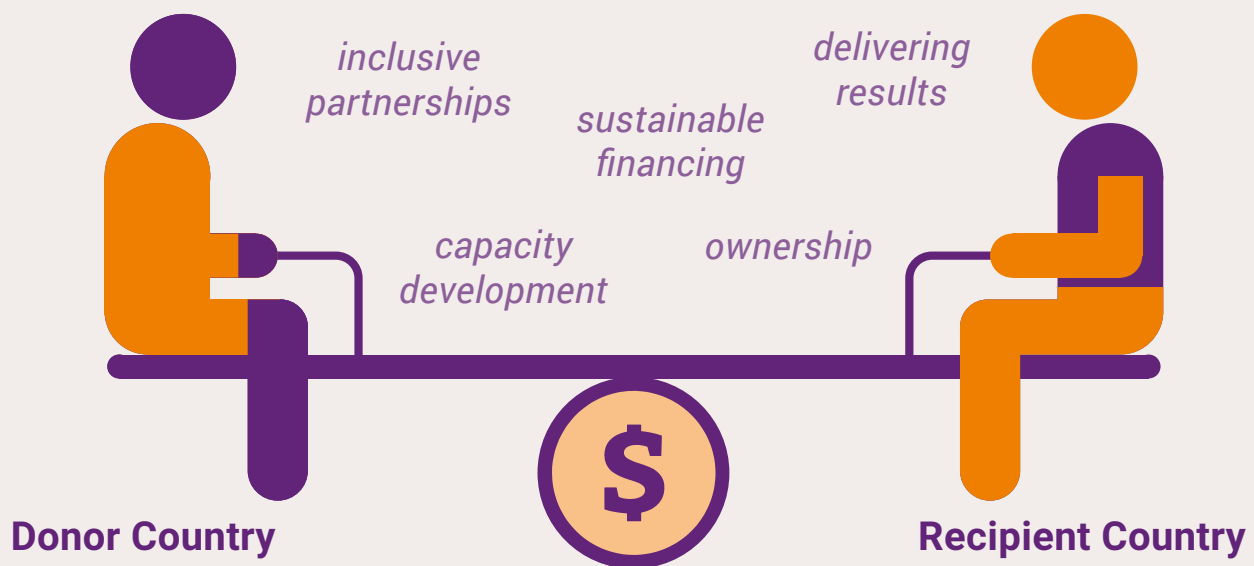 inclusive
partnerships
delivering
results
sustainable
financing
capacity
development
ownership
$
Donor Country
Recipient Country